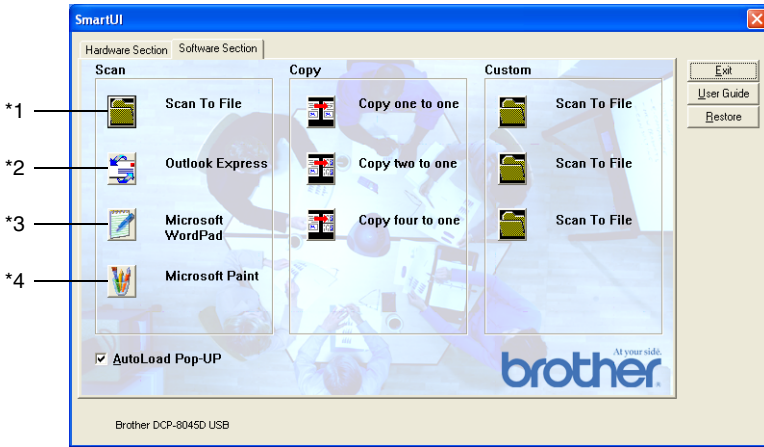 SmartUI
Hardware Section Software Section
Scan Copy Custom
*1 Scan To File Copy one to one Scan To File
*2 Outlook Express Copy two to one Scan To File
*3 Microsoft WordPad Copy four to one Scan To File
*4 Microsoft Paint
AutoLoad Pop-UP
At your side.
brother®
Brother DCP-8045D USB
Exit
User Guide
Restore